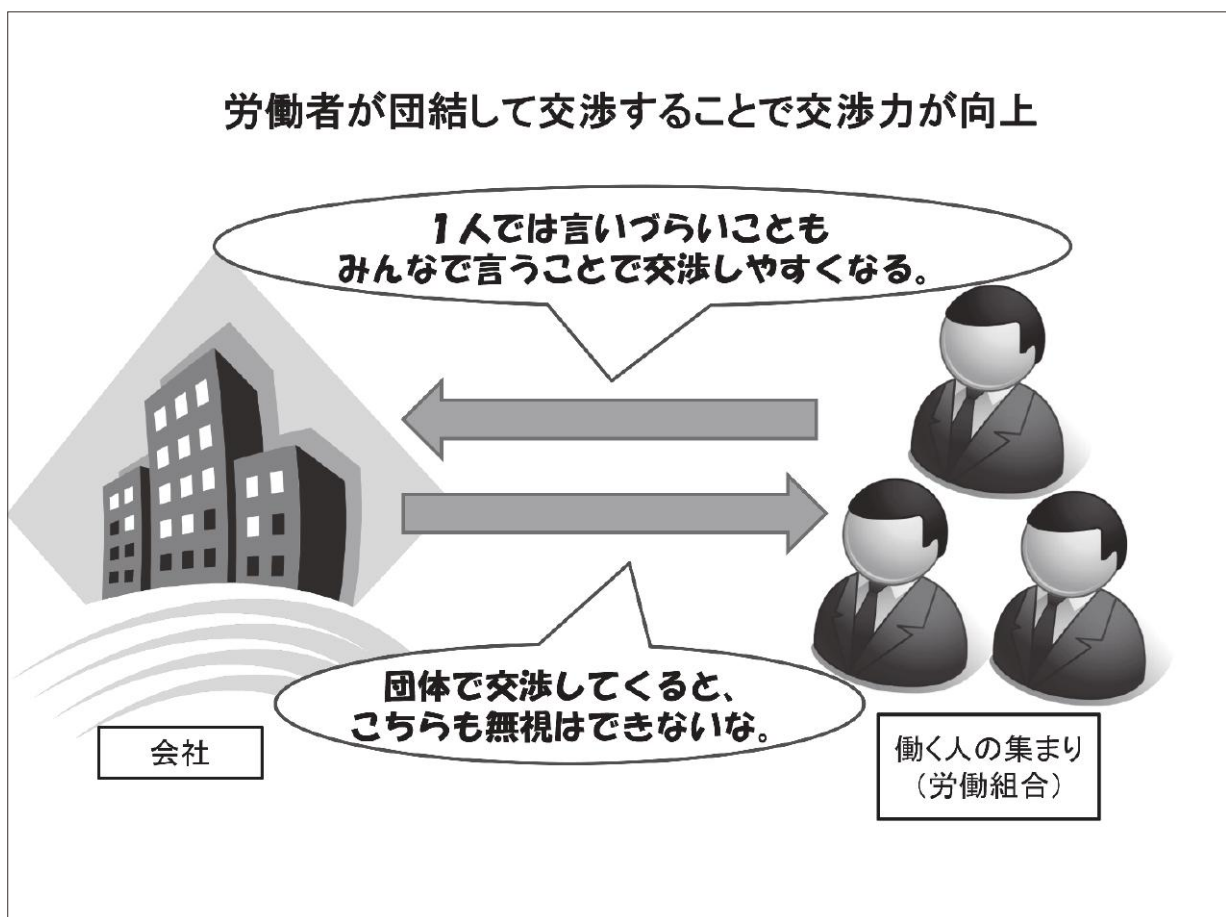 労働者が団結して交渉することで交渉力が向上
1人では言いづらいことも
みんなで言うことで交渉しやすくなる。
団体で交渉してくると、
こちらも無視はできないな。
会社
働く人の集まり
（労働組合）